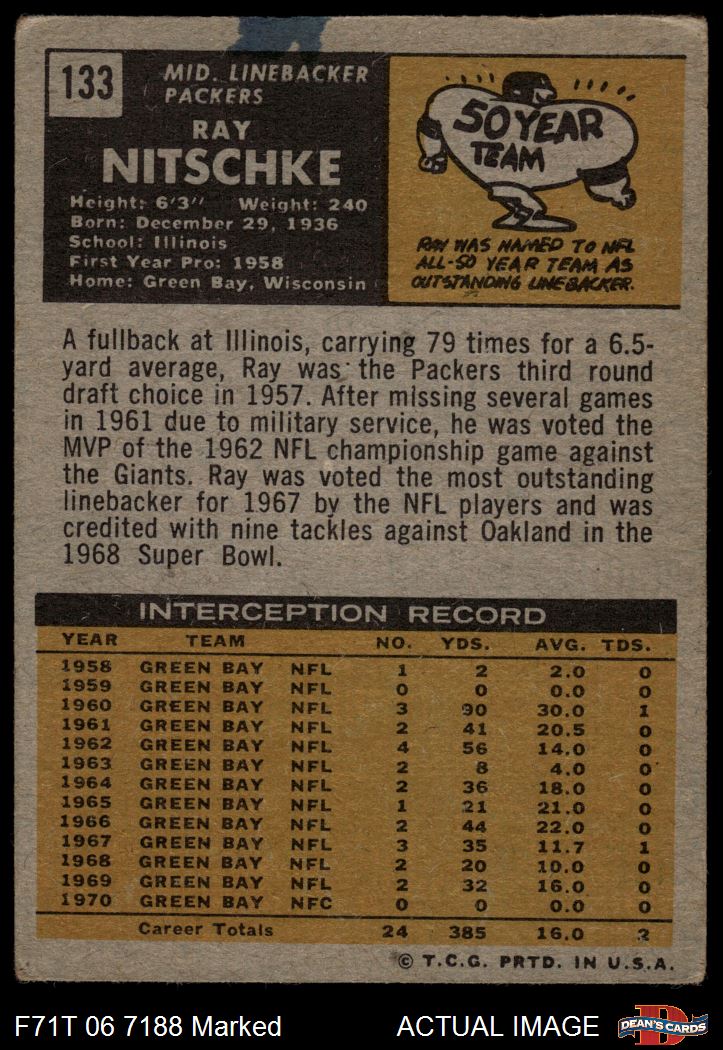 133
MID. LINEBACKER
PACKERS
RAY
NITSCHKE
Height: 6'3" Weight: 240
Born: December 29, 1936
School: Illinois
First Year Pro: 1958
Home: Green Bay, Wisconsin
50 YEAR
TEAM
RAY WAS NAMED TO NFL
ALL-50 YEAR TEAM AS
OUTSTANDING LINEBACKER.
A fullback at Illinois, carrying 79 times for a 6.5-
yard average, Ray was the Packers third round
draft choice in 1957. After missing several games
in 1961 due to military service, he was voted the
MVP of the 1962 NFL championship game against
the Giants. Ray was voted the most outstanding
linebacker for 1967 by the NFL players and was
credited with nine tackles against Oakland in the
1968 Super Bowl.
INTERCEPTION RECORD
YEAR TEAM NO. YDS. AVG. TDS.
1958 GREEN BAY NFL 1 2 2.0 0
1959 GREEN BAY NFL 0 0 0.0 0
1960 GREEN BAY NFL 3 90 30.0 1
1961 GREEN BAY NFL 2 41 20.5 0
1962 GREEN BAY NFL 4 56 14.0 0
1963 GREEN BAY NFL 2 8 4.0 0
1964 GREEN BAY NFL 2 36 18.0 0
1965 GREEN BAY NFL 1 21 21.0 0
1966 GREEN BAY NFL 2 44 22.0 0
1967 GREEN BAY NFL 3 35 11.7 1
1968 GREEN BAY NFL 2 20 10.0 0
1969 GREEN BAY NFL 2 32 16.0 0
1970 GREEN BAY NFC 0 0 0.0 0
Career Totals 24 385 16.0 2
© T.C.G. PRTD. IN U.S.A.
F71T 06 7188 Marked ACTUAL IMAGE
D
DEAN'S CARDS